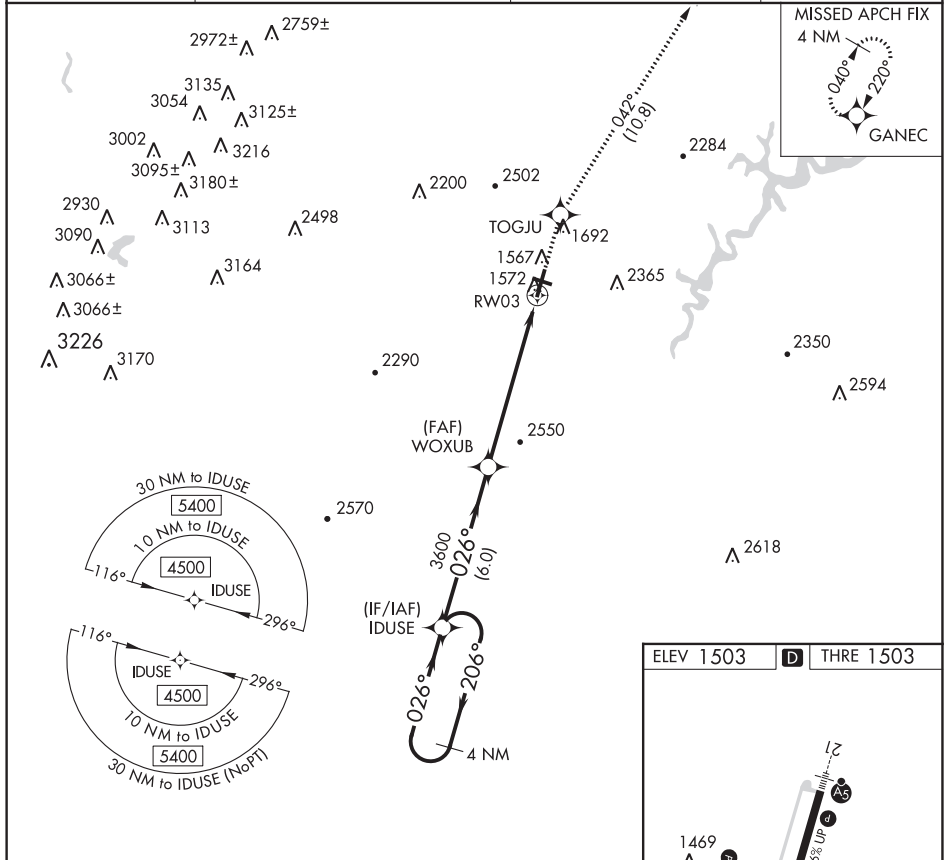 MISSED APCH FIX
4 NM
040°
220°
GANEC
2759±
2972±
3135
3054
3125±
3002
3216
3095±
3180±
2930
3113
3090
2498
3164
3066±
3066±
3226
3170
042°
(10.8)
2284
2200
2502
TOGJU
1692
1567
1572
RW03
2365
2350
2290
2594
(FAF)
WOXUB
2550
2570
2618
3600
026°
(6.0)
(IF/IAF)
IDUSE
026°
206°
4 NM
30 NM to IDUSE
5400
10 NM to IDUSE
4500
116°
IDUSE
296°
116°
IDUSE
296°
4500
10 NM to IDUSE
5400
30 NM to IDUSE (NoPT)
ELEV 1503
D
THRE 1503
21
A5
P
% UP
1469